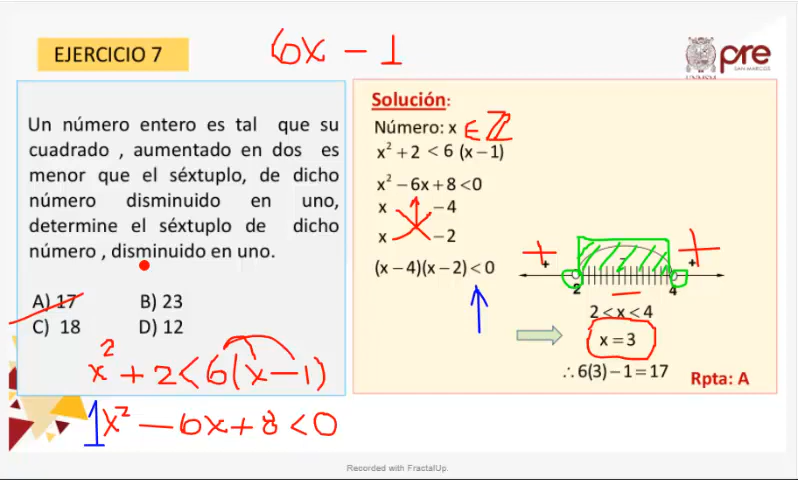 EJERCICIO 7
6x - 1
pre
SAN MARCOS
UNMSM
Un número entero es tal que su
cuadrado , aumentado en dos es
menor que el séxtuplo, de dicho
número disminuido en uno,
determine el séxtuplo de dicho
número , disminuido en uno.
A) 17 B) 23
C) 18 D) 12
x² + 2 < 6(x - 1)
1x² - 6x + 8 < 0
Solución:
Número: x ∈ ℤ
x² + 2 < 6 (x – 1)
x² – 6x + 8 < 0
x – 4
x – 2
(x – 4)(x – 2) < 0
+ + – + +
–
2 4
2 < x < 4
x = 3
∴ 6(3) – 1 = 17
Rpta: A
Recorded with FractalUp.